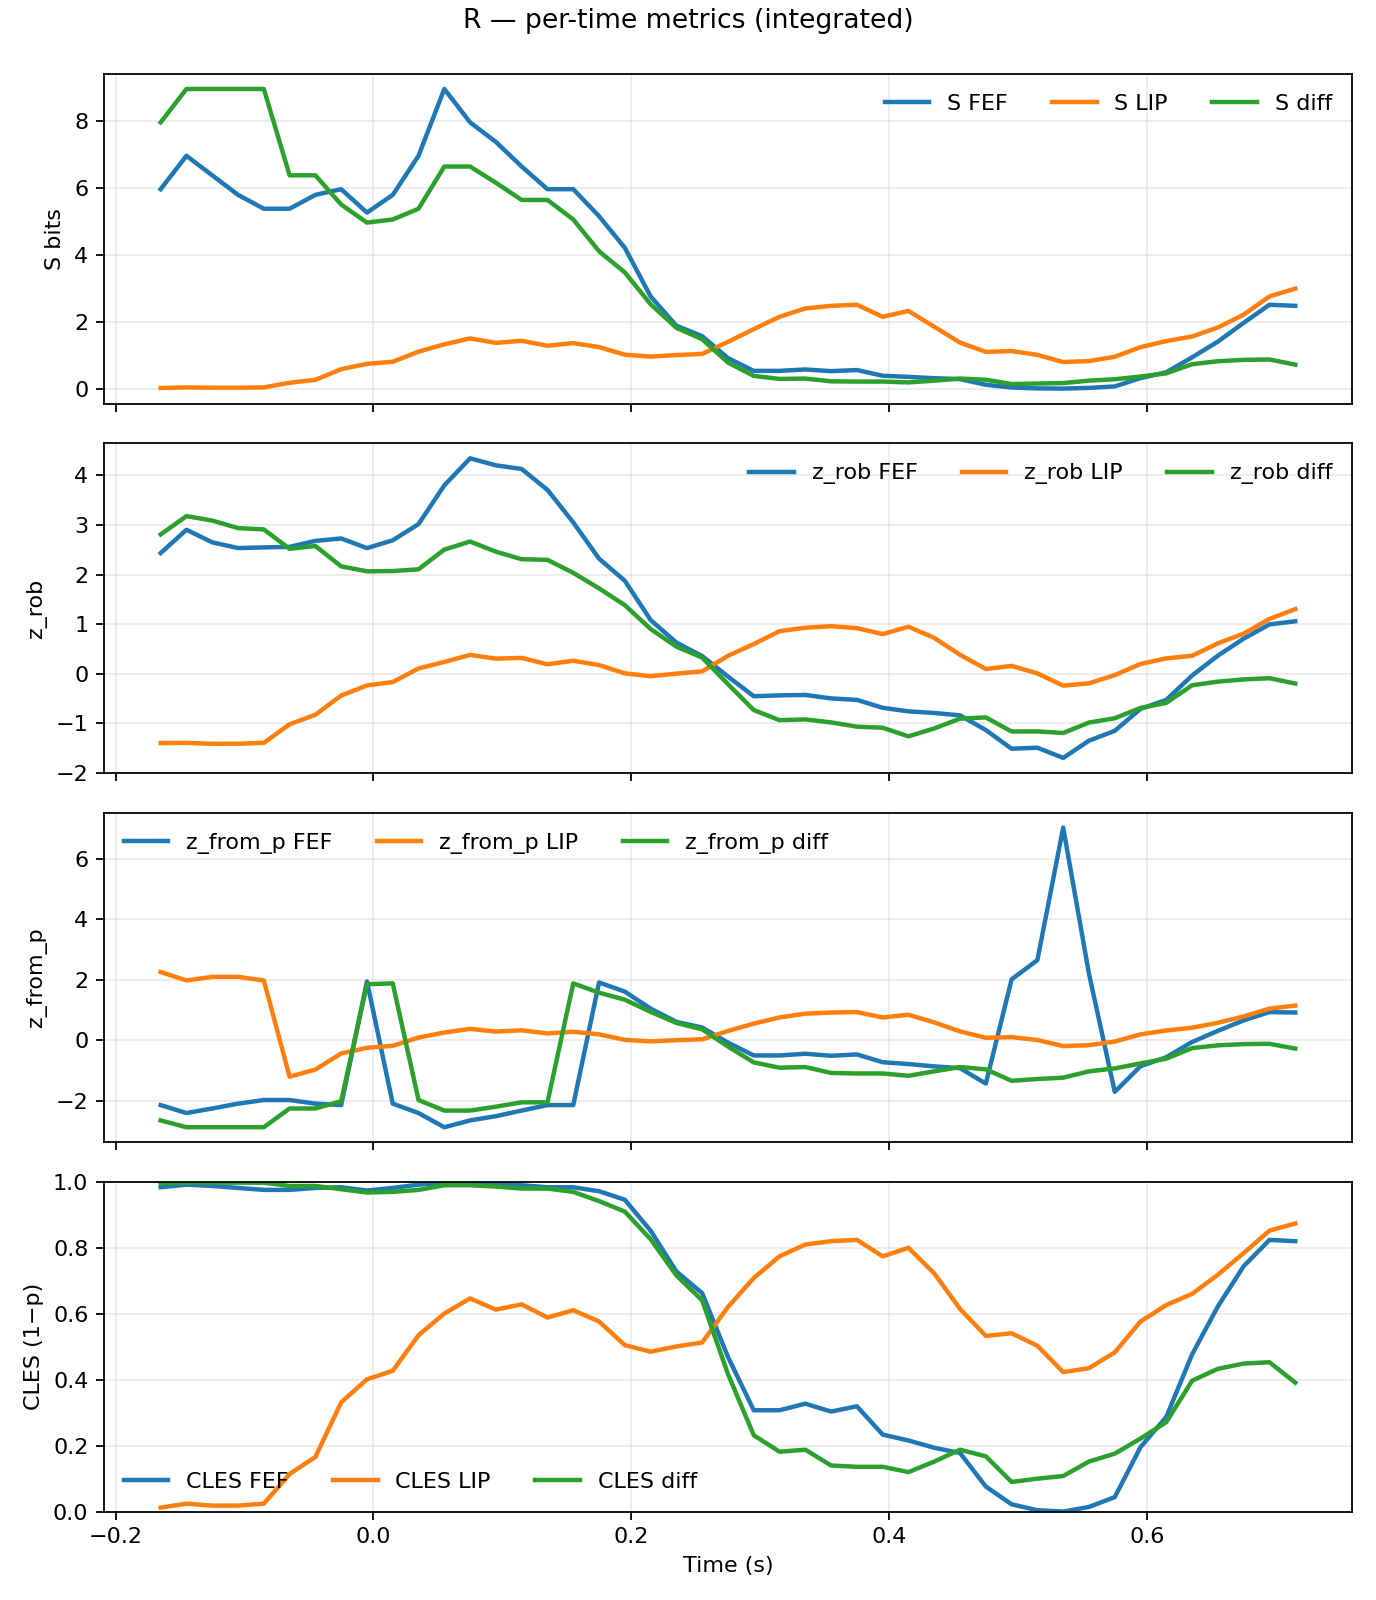 R — per-time metrics (integrated)
S FEF S LIP S diff
8
6
4
2
0
S bits
z_rob FEF z_rob LIP z_rob diff
4
3
2
1
0
−1
−2
z_rob
z_from_p FEF z_from_p LIP z_from_p diff
6
4
2
0
−2
z_from_p
1.0
0.8
0.6
0.4
0.2
0.0
CLES (1−p)
CLES FEF CLES LIP CLES diff
−0.2 0.0 0.2 0.4 0.6
Time (s)